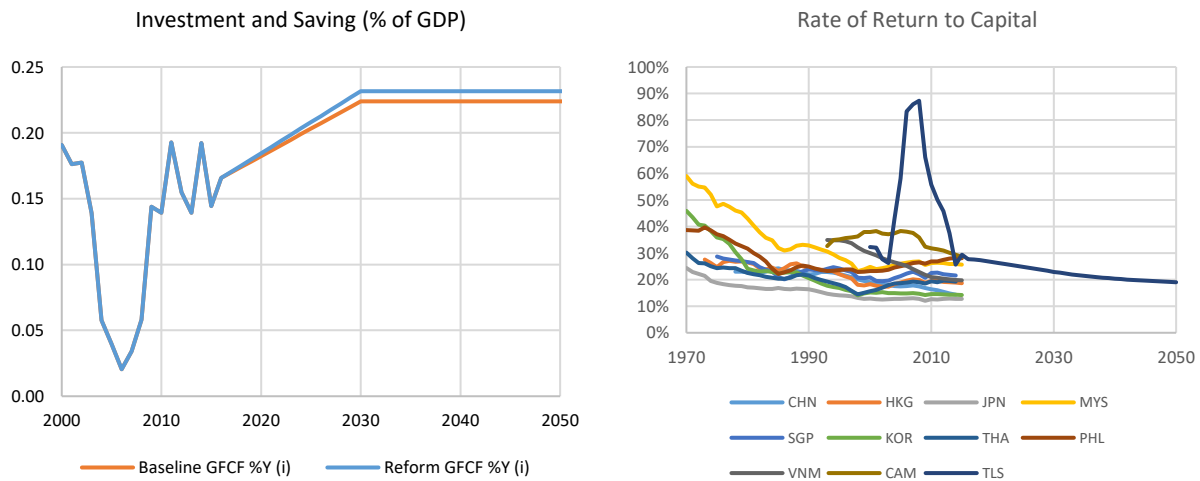 Investment and Saving (% of GDP)
0.25
0.20
0.15
0.10
0.05
0.00
2000 2010 2020 2030 2040 2050
Baseline GFCF %Y (i) Reform GFCF %Y (i)
Rate of Return to Capital
100%
90%
80%
70%
60%
50%
40%
30%
20%
10%
0%
1970 1990 2010 2030 2050
CHN HKG JPN MYS
SGP KOR THA PHL
VNM CAM TLS